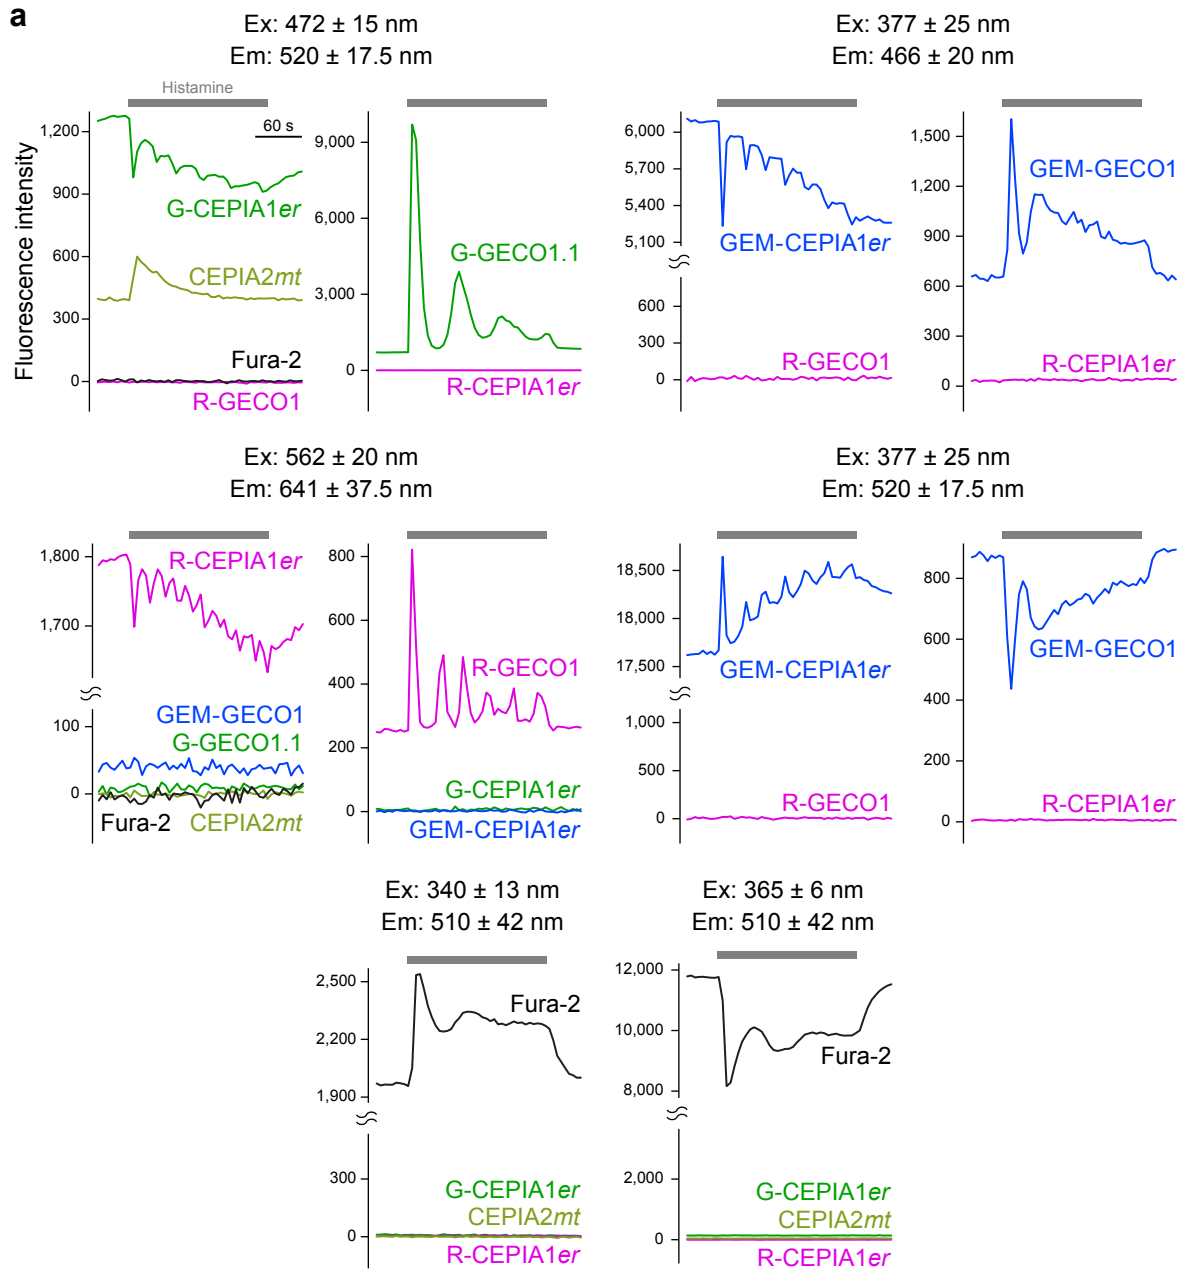 a
Ex: 472 ± 15 nm
Em: 520 ± 17.5 nm
Ex: 377 ± 25 nm
Em: 466 ± 20 nm
Fluorescence intensity
Histamine
60 s
1,200
900
600
300
0
G-CEPIA1er
CEPIA2mt
Fura-2
R-GECO1
9,000
6,000
3,000
0
G-GECO1.1
R-CEPIA1er
6,000
5,700
5,400
5,100
600
300
0
GEM-CEPIA1er
R-GECO1
1,500
1,200
900
600
300
0
GEM-GECO1
R-CEPIA1er
Ex: 562 ± 20 nm
Em: 641 ± 37.5 nm
Ex: 377 ± 25 nm
Em: 520 ± 17.5 nm
1,800
1,700
100
0
R-CEPIA1er
GEM-GECO1
G-GECO1.1
Fura-2
CEPIA2mt
800
600
400
200
0
R-GECO1
G-CEPIA1er
GEM-CEPIA1er
18,500
18,000
17,500
1,000
500
0
GEM-CEPIA1er
R-GECO1
800
600
400
200
0
GEM-GECO1
R-CEPIA1er
Ex: 340 ± 13 nm
Em: 510 ± 42 nm
Ex: 365 ± 6 nm
Em: 510 ± 42 nm
2,500
2,200
1,900
300
0
Fura-2
G-CEPIA1er
CEPIA2mt
R-CEPIA1er
12,000
10,000
8,000
2,000
0
Fura-2
G-CEPIA1er
CEPIA2mt
R-CEPIA1er